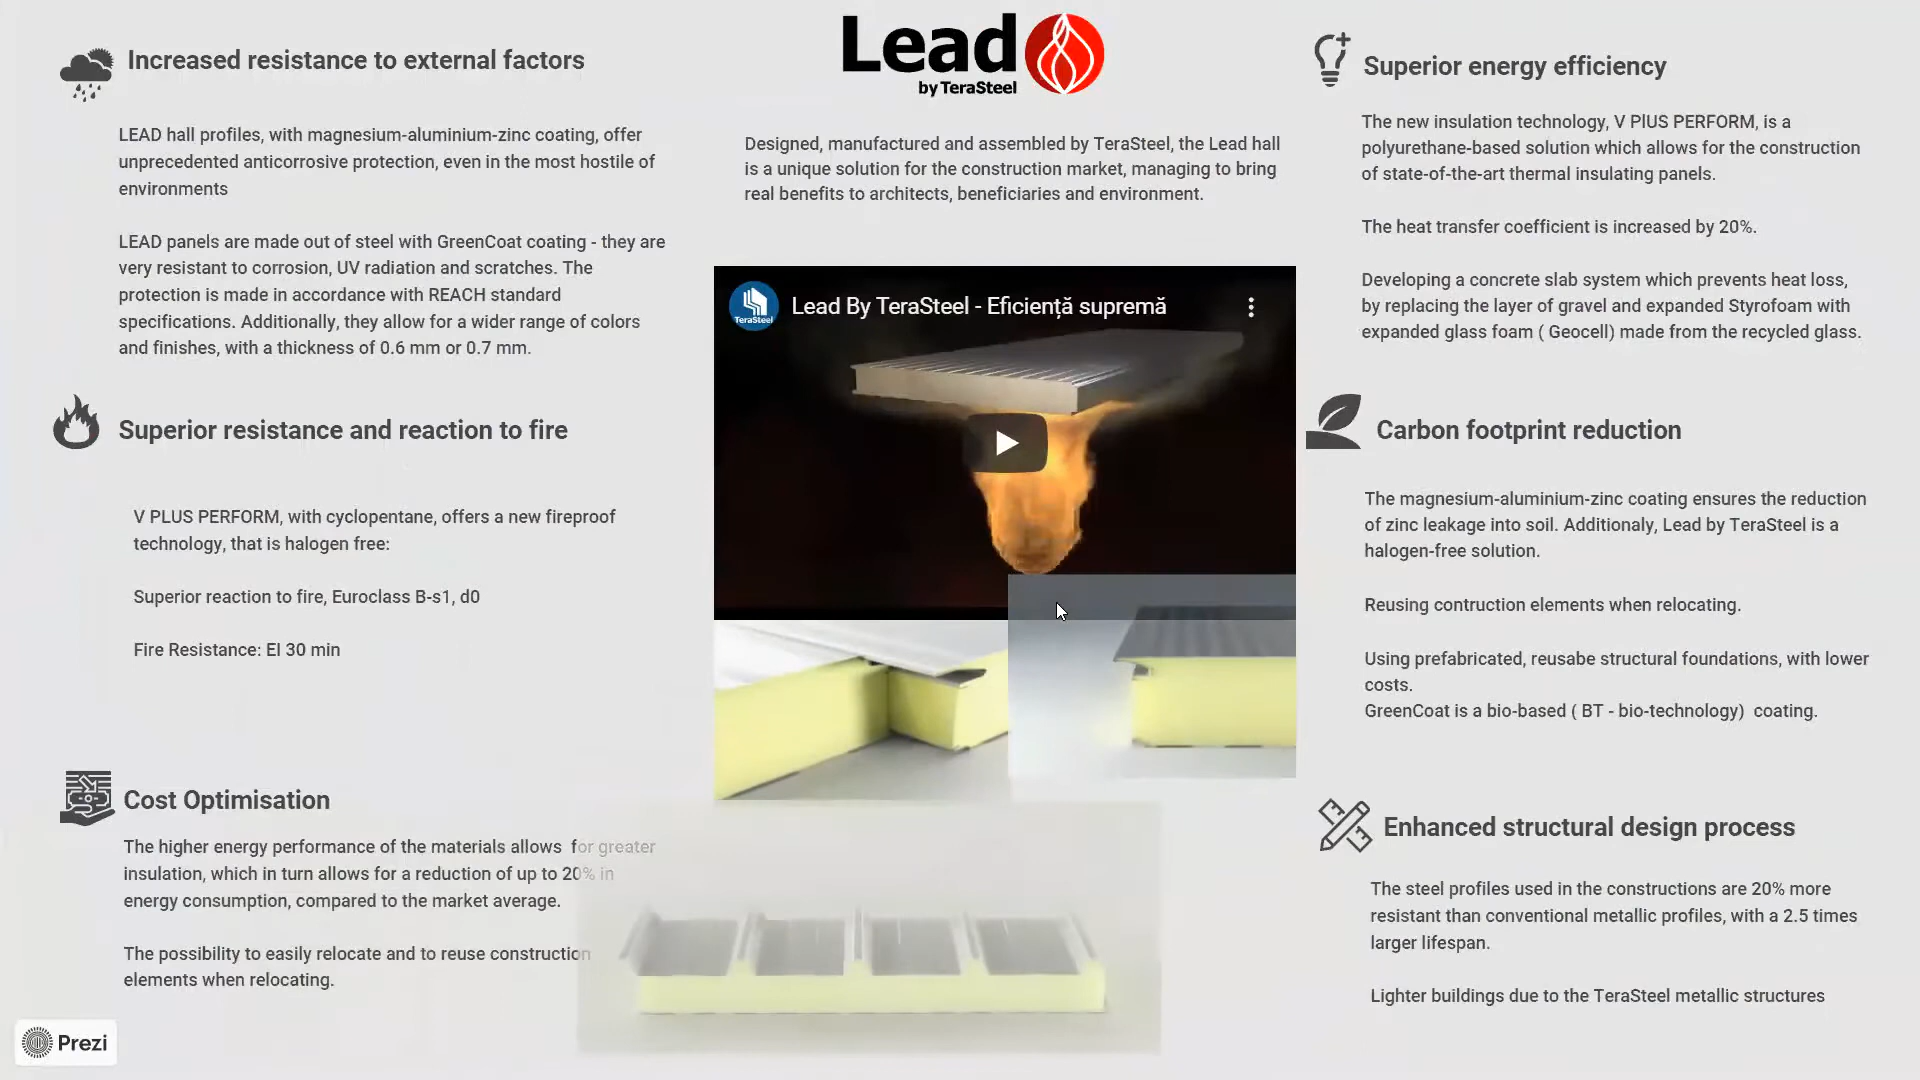 Increased resistance to external factors
LEAD hall profiles, with magnesium-aluminium-zinc coating, offer
unprecedented anticorrosive protection, even in the most hostile of
environments
LEAD panels are made out of steel with GreenCoat coating - they are
very resistant to corrosion, UV radiation and scratches. The
protection is made in accordance with REACH standard
specifications. Additionally, they allow for a wider range of colors
and finishes, with a thickness of 0.6 mm or 0.7 mm.
Superior resistance and reaction to fire
V PLUS PERFORM, with cyclopentane, offers a new fireproof
technology, that is halogen free:
Superior reaction to fire, Euroclass B-s1, d0
Fire Resistance: EI 30 min
Cost Optimisation
The higher energy performance of the materials allows for greater
insulation, which in turn allows for a reduction of up to 20% in
energy consumption, compared to the market average.
The possibility to easily relocate and to reuse construction
elements when relocating.
Prezi
Lead
by TeraSteel
Designed, manufactured and assembled by TeraSteel, the Lead hall
is a unique solution for the construction market, managing to bring
real benefits to architects, beneficiaries and environment.
TeraSteel
Lead By TeraSteel - Eficiență supremă
Superior energy efficiency
The new insulation technology, V PlUS PERFORM, is a
polyurethane-based solution which allows for the construction
of state-of-the-art thermal insulating panels.
The heat transfer coefficient is increased by 20%.
Developing a concrete slab system which prevents heat loss,
by replacing the layer of gravel and expanded Styrofoam with
expanded glass foam ( Geocell) made from the recycled glass.
Carbon footprint reduction
The magnesium-aluminium-zinc coating ensures the reduction
of zinc leakage into soil. Additionaly, Lead by TeraSteel is a
halogen-free solution.
Reusing contruction elements when relocating.
Using prefabricated, reusabe structural foundations, with lower
costs.
GreenCoat is a bio-based ( BT - bio-technology) coating.
Enhanced structural design process
The steel profiles used in the constructions are 20% more
resistant than conventional metallic profiles, with a 2.5 times
larger lifespan.
Lighter buildings due to the TeraSteel metallic structures